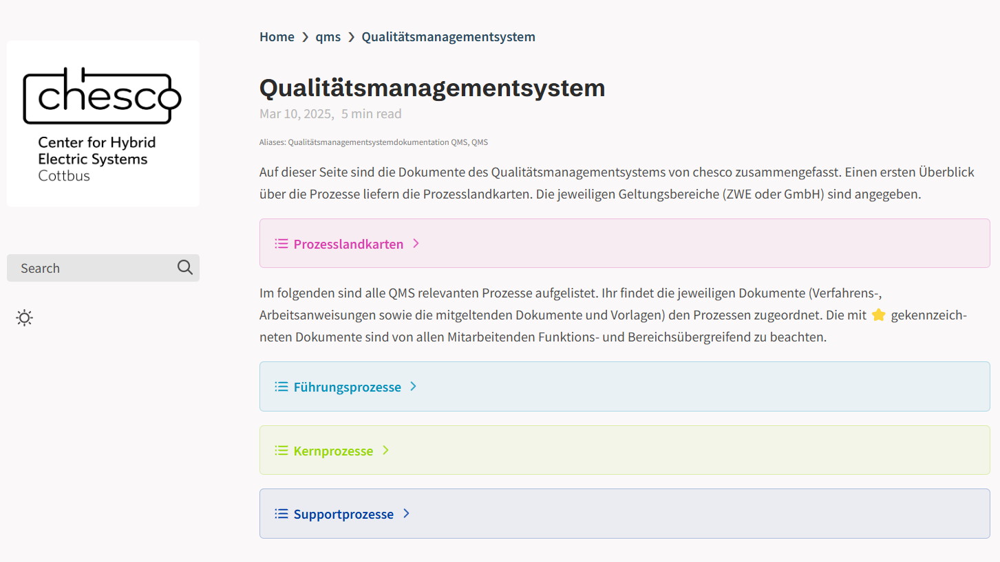 chesco
Center for Hybrid
Electric Systems
Cottbus
Search
Home > qms > Qualitätsmanagementsystem
Qualitätsmanagementsystem
Mar 10, 2025, 5 min read
Aliases: Qualitätsmanagementsystemdokumentation QMS, QMS
Auf dieser Seite sind die Dokumente des Qualitätsmanagementsystems von chesco zusammengefasst. Einen ersten Überblick
über die Prozesse liefern die Prozesslandkarten. Die jeweiligen Geltungsbereiche (ZWE oder GmbH) sind angegeben.
Prozesslandkarten >
Im folgenden sind alle QMS relevanten Prozesse aufgelistet. Ihr findet die jeweiligen Dokumente (Verfahrens-,
Arbeitsanweisungen sowie die mitgeltenden Dokumente und Vorlagen) den Prozessen zugeordnet. Die mit ⭐ gekennzeich-
neten Dokumente sind von allen Mitarbeitenden Funktions- und Bereichsübergreifend zu beachten.
Führungsprozesse >
Kernprozesse >
Supportprozesse >